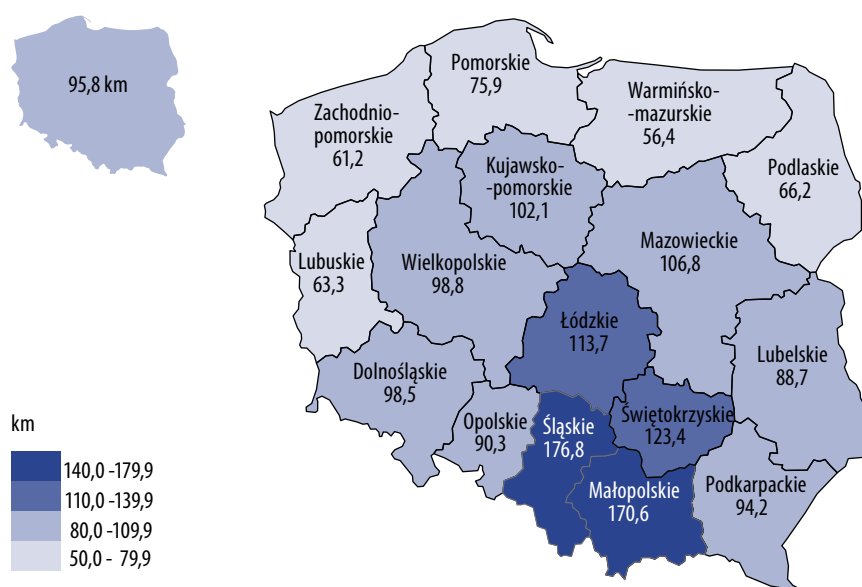 95,8 km
Pomorskie
75,9
Warmińsko-
-mazurskie
56,4
Zachodnio-
pomorskie
61,2
Kujawsko-
-pomorskie
102,1
Podlaskie
66,2
Mazowieckie
106,8
Lubuskie
63,3
Wielkopolskie
98,8
Łódzkie
113,7
Lubelskie
88,7
Dolnośląskie
98,5
Opolskie
90,3
Śląskie
176,8
Świętokrzyskie
123,4
Małopolskie
170,6
Podkarpackie
94,2
km
140,0 -179,9
110,0 -139,9
80,0 -109,9
50,0 - 79,9